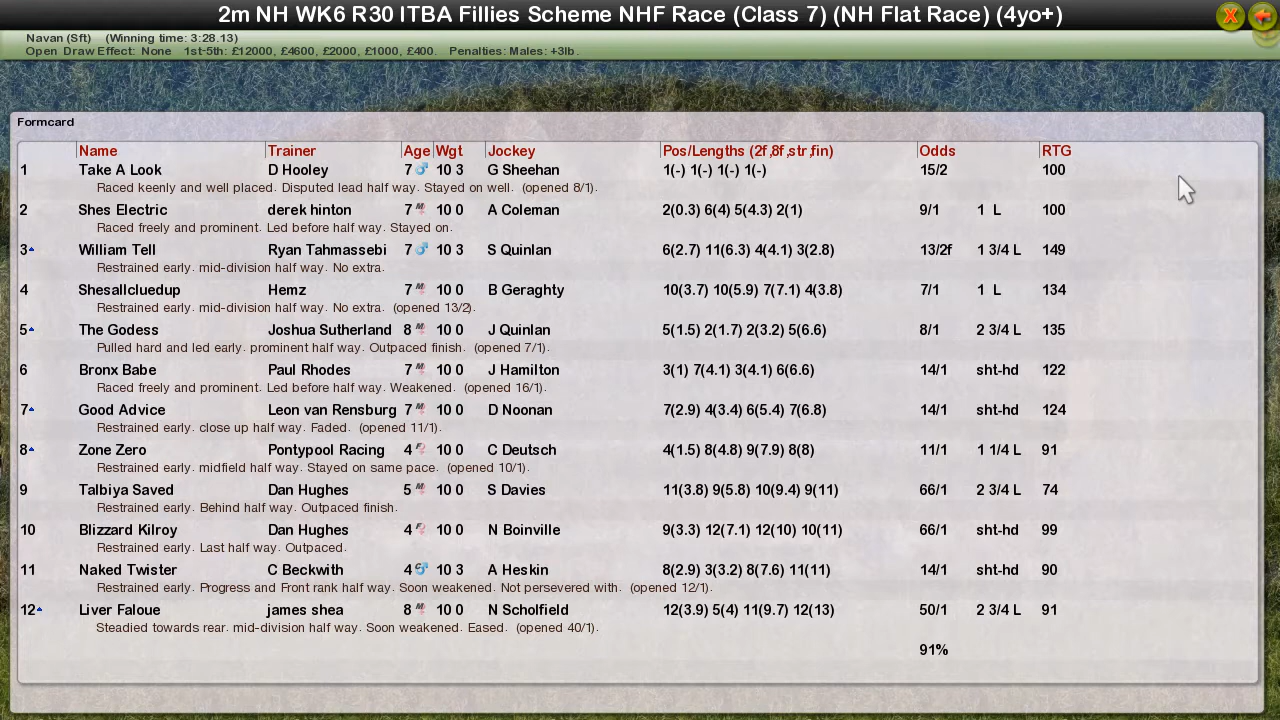 2m NH WK6 R30 ITBA Fillies Scheme NHF Race (Class 7) (NH Flat Race) (4yo+)
Navan (Sft) (Winning time: 3:28.13)
Open Draw Effect: None 1st-5th: £12000, £4600, £2000, £1000, £400. Penalties: Males: +3lb.
Formcard
Name Trainer Age Wgt Jockey Pos/Lengths (2f,8f,str,fin) Odds RTG
1 Take A Look D Hooley 7 10 3 G Sheehan 1(-) 1(-) 1(-) 1(-) 15/2 100
Raced keenly and well placed. Disputed lead half way. Stayed on well. (opened 8/1).
2 Shes Electric derek hinton 7 10 0 A Coleman 2(0.3) 6(4) 5(4.3) 2(1) 9/1 1 L 100
Raced freely and prominent. Led before half way. Stayed on.
3 William Tell Ryan Tahmassebi 7 10 3 S Quinlan 6(2.7) 11(6.3) 4(4.1) 3(2.8) 13/2f 1 3/4 L 149
Restrained early. mid-division half way. No extra.
4 Shesallcluedup Hemz 7 10 0 B Geraghty 10(3.7) 10(5.9) 7(7.1) 4(3.8) 7/1 1 L 134
Restrained early. mid-division half way. No extra. (opened 13/2).
5 The Godess Joshua Sutherland 8 10 0 J Quinlan 5(1.5) 2(1.7) 2(3.2) 5(6.6) 8/1 2 3/4 L 135
Pulled hard and led early. prominent half way. Outpaced finish. (opened 7/1).
6 Bronx Babe Paul Rhodes 7 10 0 J Hamilton 3(1) 7(4.1) 3(4.1) 6(6.6) 14/1 sht-hd 122
Raced freely and prominent. Led before half way. Weakened. (opened 16/1).
7 Good Advice Leon van Rensburg 7 10 0 D Noonan 7(2.9) 4(3.4) 6(5.4) 7(6.8) 14/1 sht-hd 124
Restrained early. close up half way. Faded. (opened 11/1).
8 Zone Zero Pontypool Racing 4 10 0 C Deutsch 4(1.5) 8(4.8) 9(7.9) 8(8) 11/1 1 1/4 L 91
Restrained early. midfield half way. Stayed on same pace. (opened 10/1).
9 Talbiya Saved Dan Hughes 5 10 0 S Davies 11(3.8) 9(5.8) 10(9.4) 9(11) 66/1 2 3/4 L 74
Restrained early. Behind half way. Outpaced finish.
10 Blizzard Kilroy Dan Hughes 4 10 0 N Boinville 9(3.3) 12(7.1) 12(10) 10(11) 66/1 sht-hd 99
Restrained early. Last half way. Outpaced.
11 Naked Twister C Beckwith 4 10 3 A Heskin 8(2.9) 3(3.2) 8(7.6) 11(11) 14/1 sht-hd 90
Restrained early. Progress and Front rank half way. Soon weakened. Not persevered with. (opened 12/1).
12 Liver Faloue james shea 8 10 0 N Scholfield 12(3.9) 5(4) 11(9.7) 12(13) 50/1 2 3/4 L 91
Steadied towards rear. mid-division half way. Soon weakened. Eased. (opened 40/1).
91%